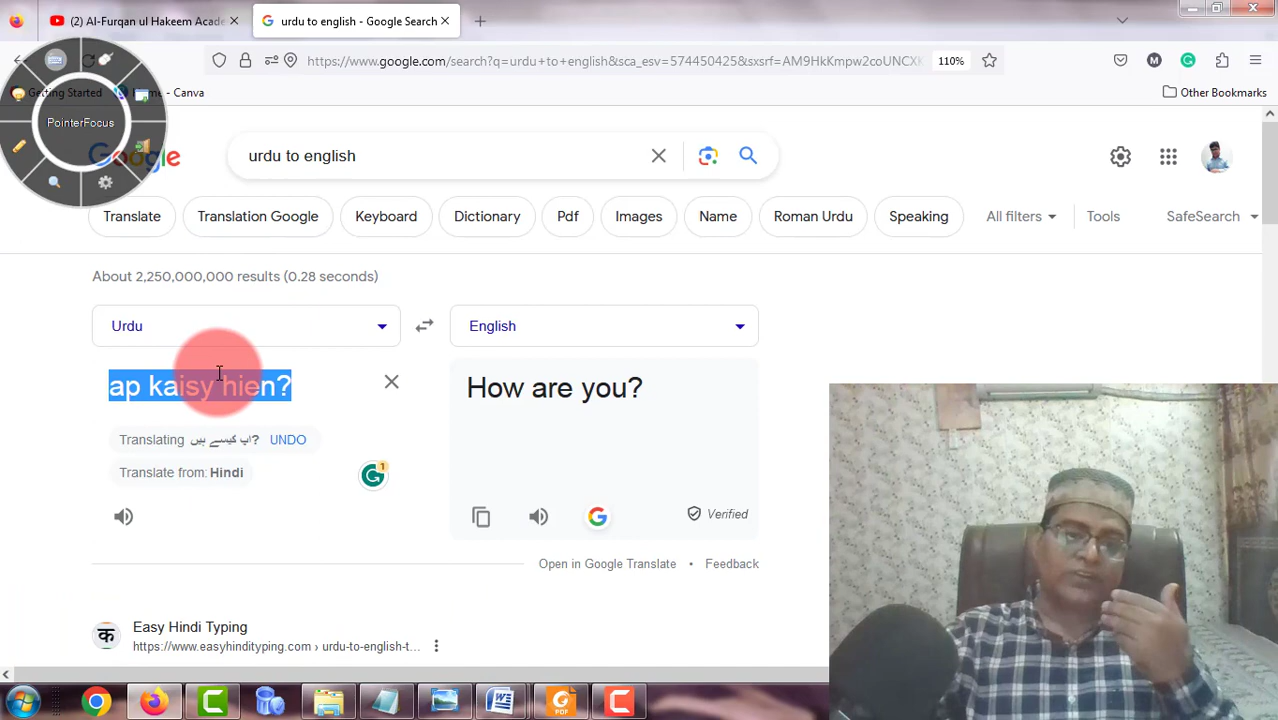 (2) Al-Furqan ul Hakeem Acade
urdu to english - Google Search
https://www.google.com/search?q=urdu+to+english&sca_esv=574450425&sxsrf=AM9HkKmpw2coUNCX
110%
Getting Started
- Canva
Other Bookmarks
PointerFocus
urdu to english
Translate
Translation Google
Keyboard
Dictionary
Pdf
Images
Name
Roman Urdu
Speaking
All filters
Tools
SafeSearch
About 2,250,000,000 results (0.28 seconds)
Urdu
English
ap kaisy hien?
How are you?
Translating اپ کیسے ہیں? UNDO
Translate from: Hindi
Verified
Open in Google Translate • Feedback
Easy Hindi Typing
https://www.easyhindityping.com › urdu-to-english-t...